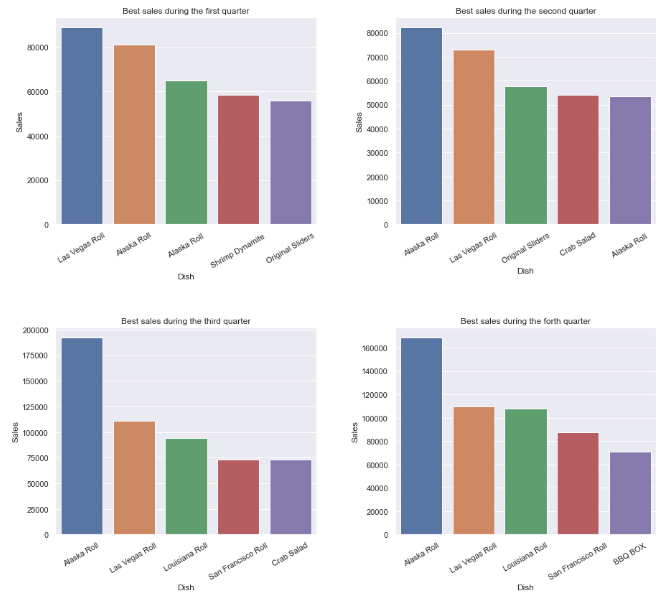 Best sales during the first quarter
80000
60000
40000
20000
0
Sales
Las Vegas Roll
Alaska Roll
Alaska Roll
Shrimp Dynamite
Original Sliders
Dish
Best sales during the second quarter
80000
70000
60000
50000
40000
30000
20000
10000
0
Sales
Alaska Roll
Las Vegas Roll
Original Sliders
Crab Salad
Alaska Roll
Dish
Best sales during the third quarter
200000
175000
150000
125000
100000
75000
50000
25000
0
Sales
Alaska Roll
Las Vegas Roll
Louisiana Roll
San Francisco Roll
Crab Salad
Dish
Best sales during the forth quarter
160000
140000
120000
100000
80000
60000
40000
20000
0
Sales
Alaska Roll
Las Vegas Roll
Louisiana Roll
San Francisco Roll
BBQ BOX
Dish